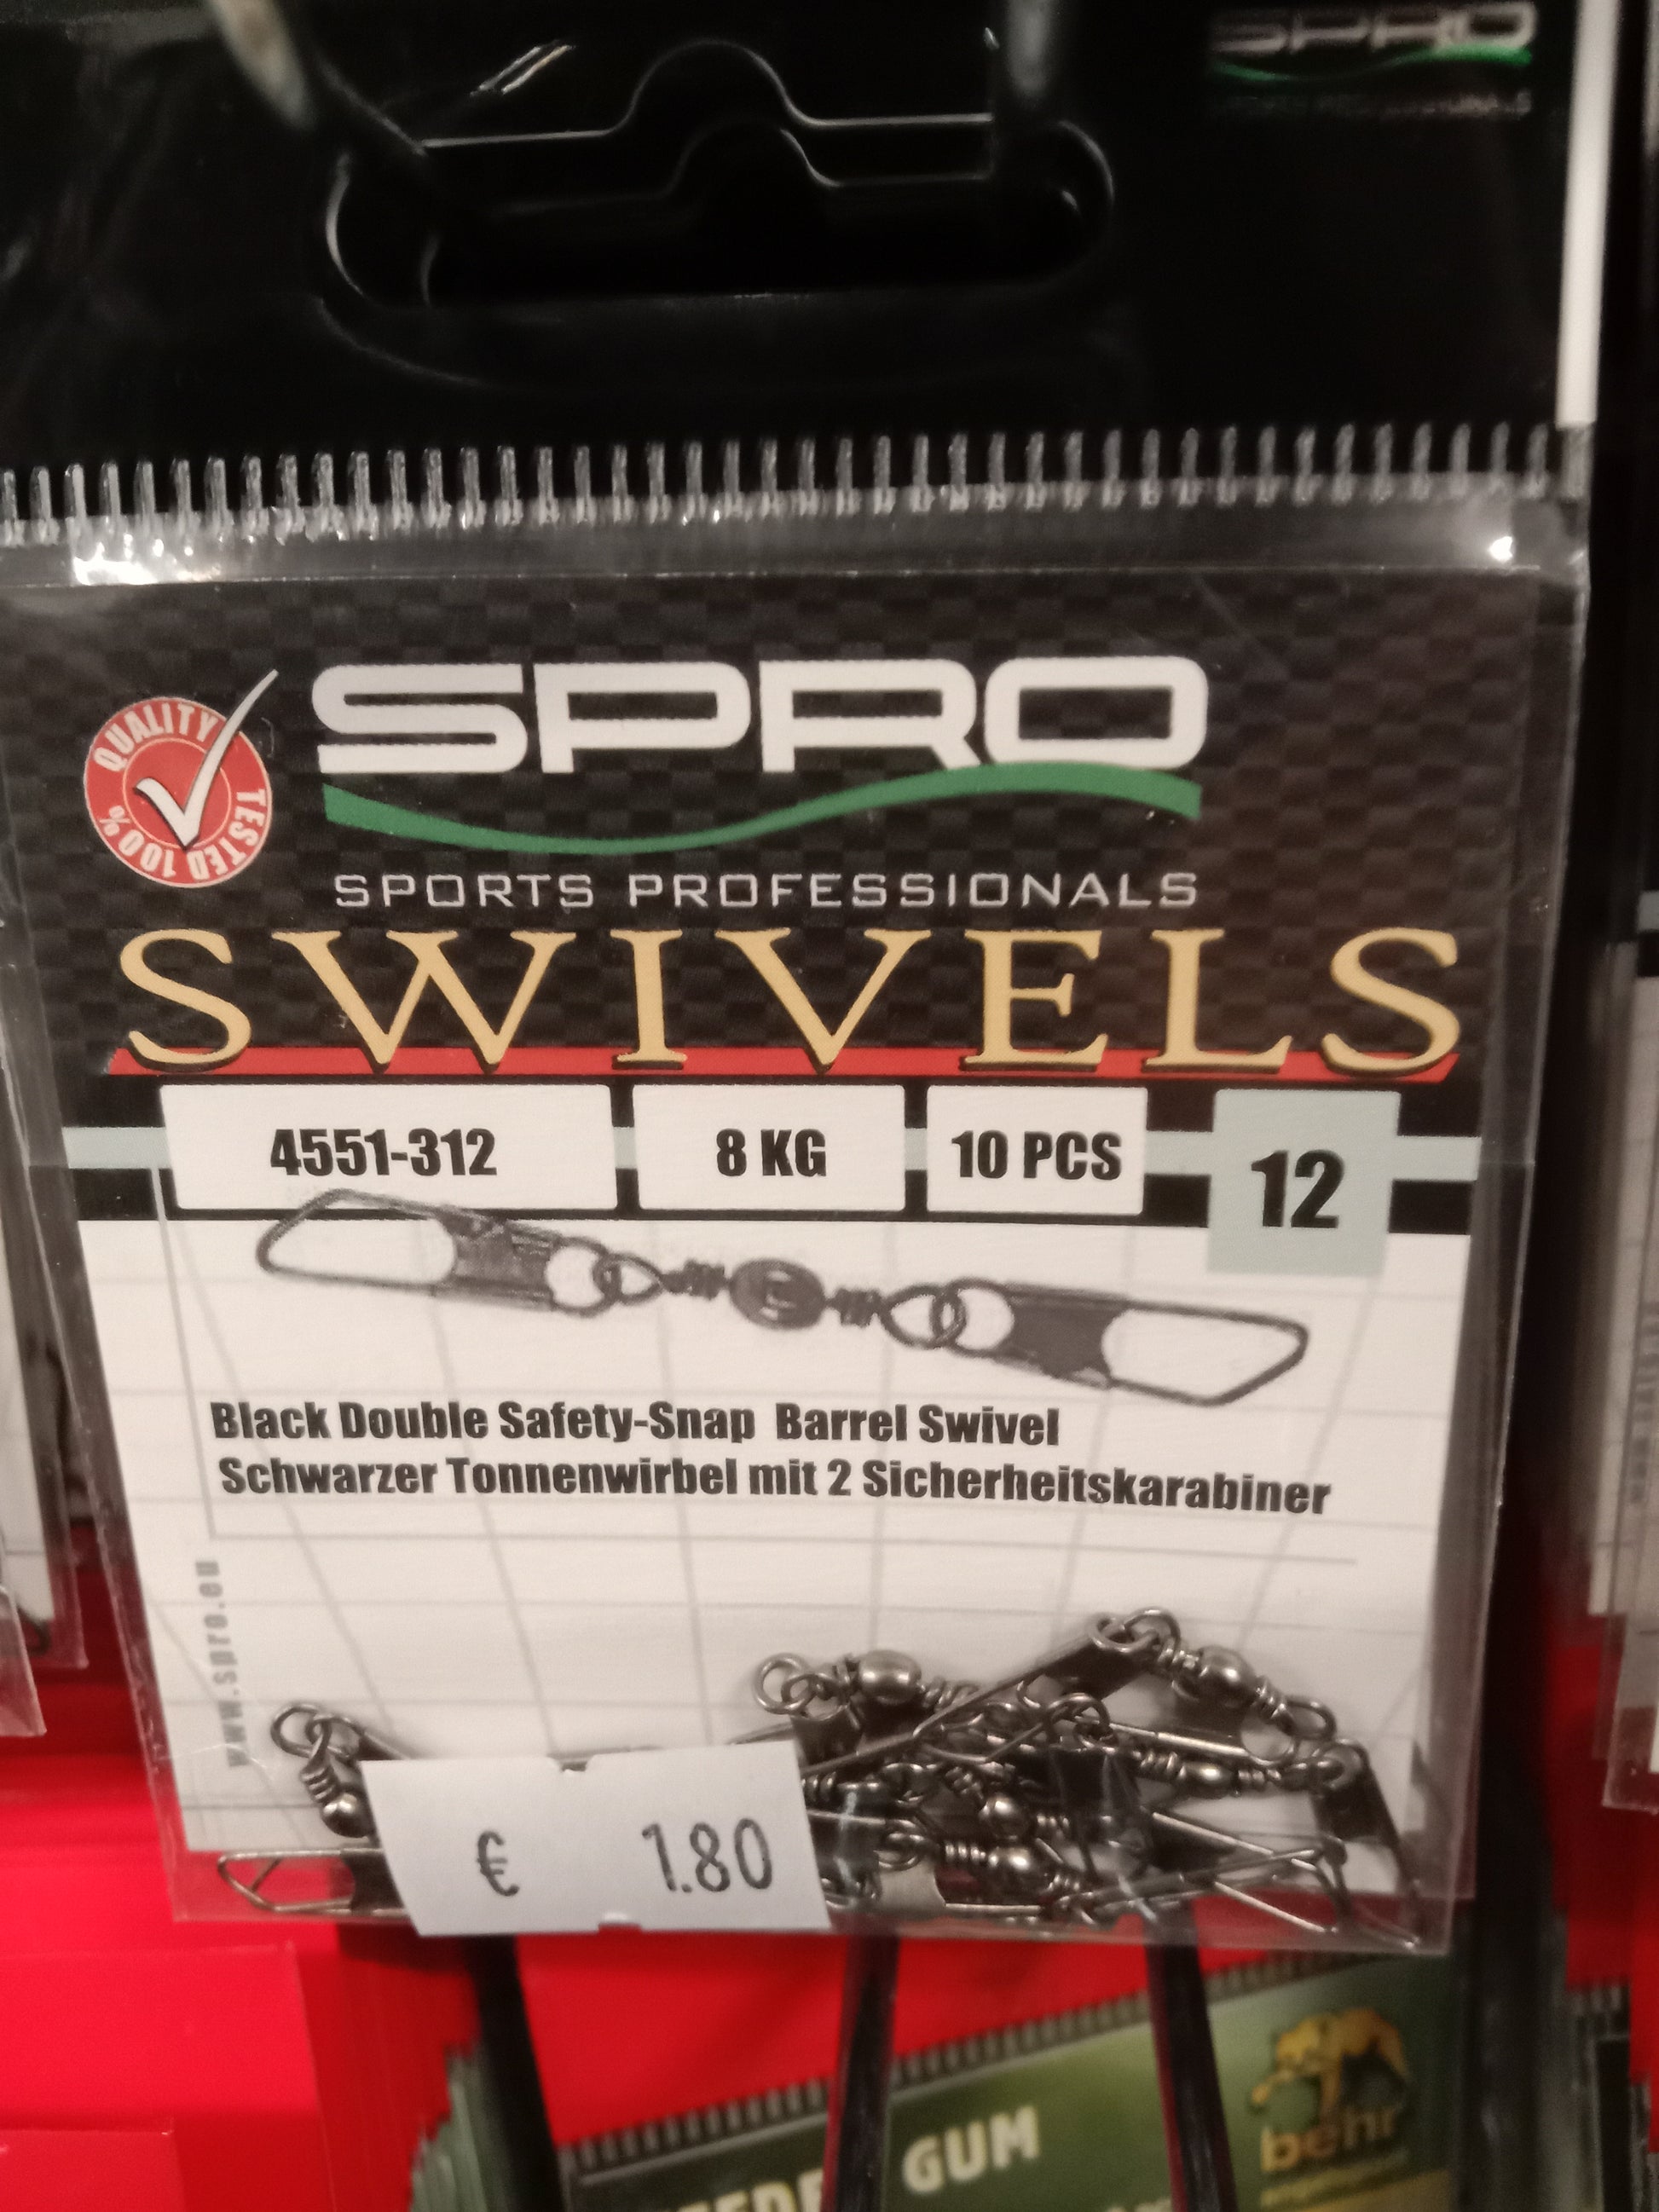 SPRO
QUALITY TESTED 100%
SPRO
SPORTS PROFESSIONALS
SWIVELS
4551-312 8 KG 10 PCS 12
Black Double Safety-Snap Barrel Swivel
Schwarzer Tonnenwirbel mit 2 Sicherheitskarabiner
www.spro.eu
€ 1.80
behr
GUM